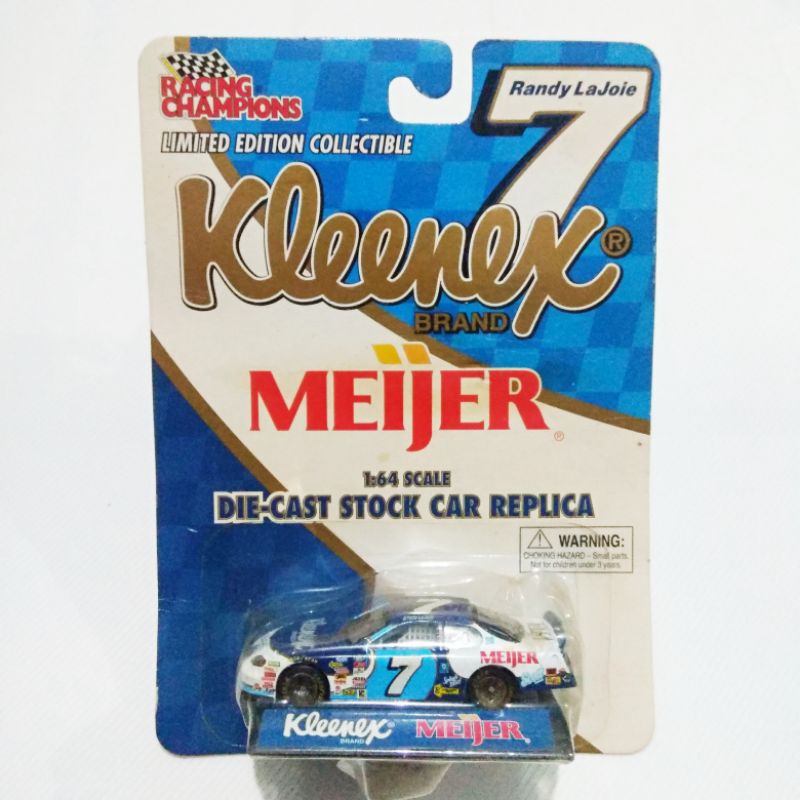 RACING
CHAMPIONS
Randy LaJoie
7
LIMITED EDITION COLLECTIBLE
Kleenex®
BRAND
MEIJER®
1:64 SCALE
DIE-CAST STOCK CAR REPLICA
WARNING:
CHOKING HAZARD – Small parts.
Not for children under 3 years.
7
MEIJER
Kleenex®
BRAND
MEIJER®